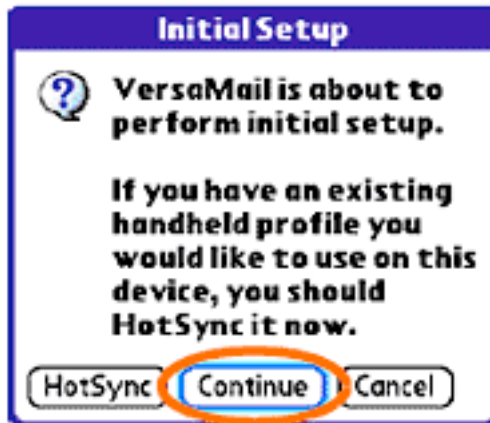 Initial Setup
VersaMail is about to
perform initial setup.
If you have an existing
handheld profile you
would like to use on this
device, you should
HotSync it now.
HotSync Continue Cancel